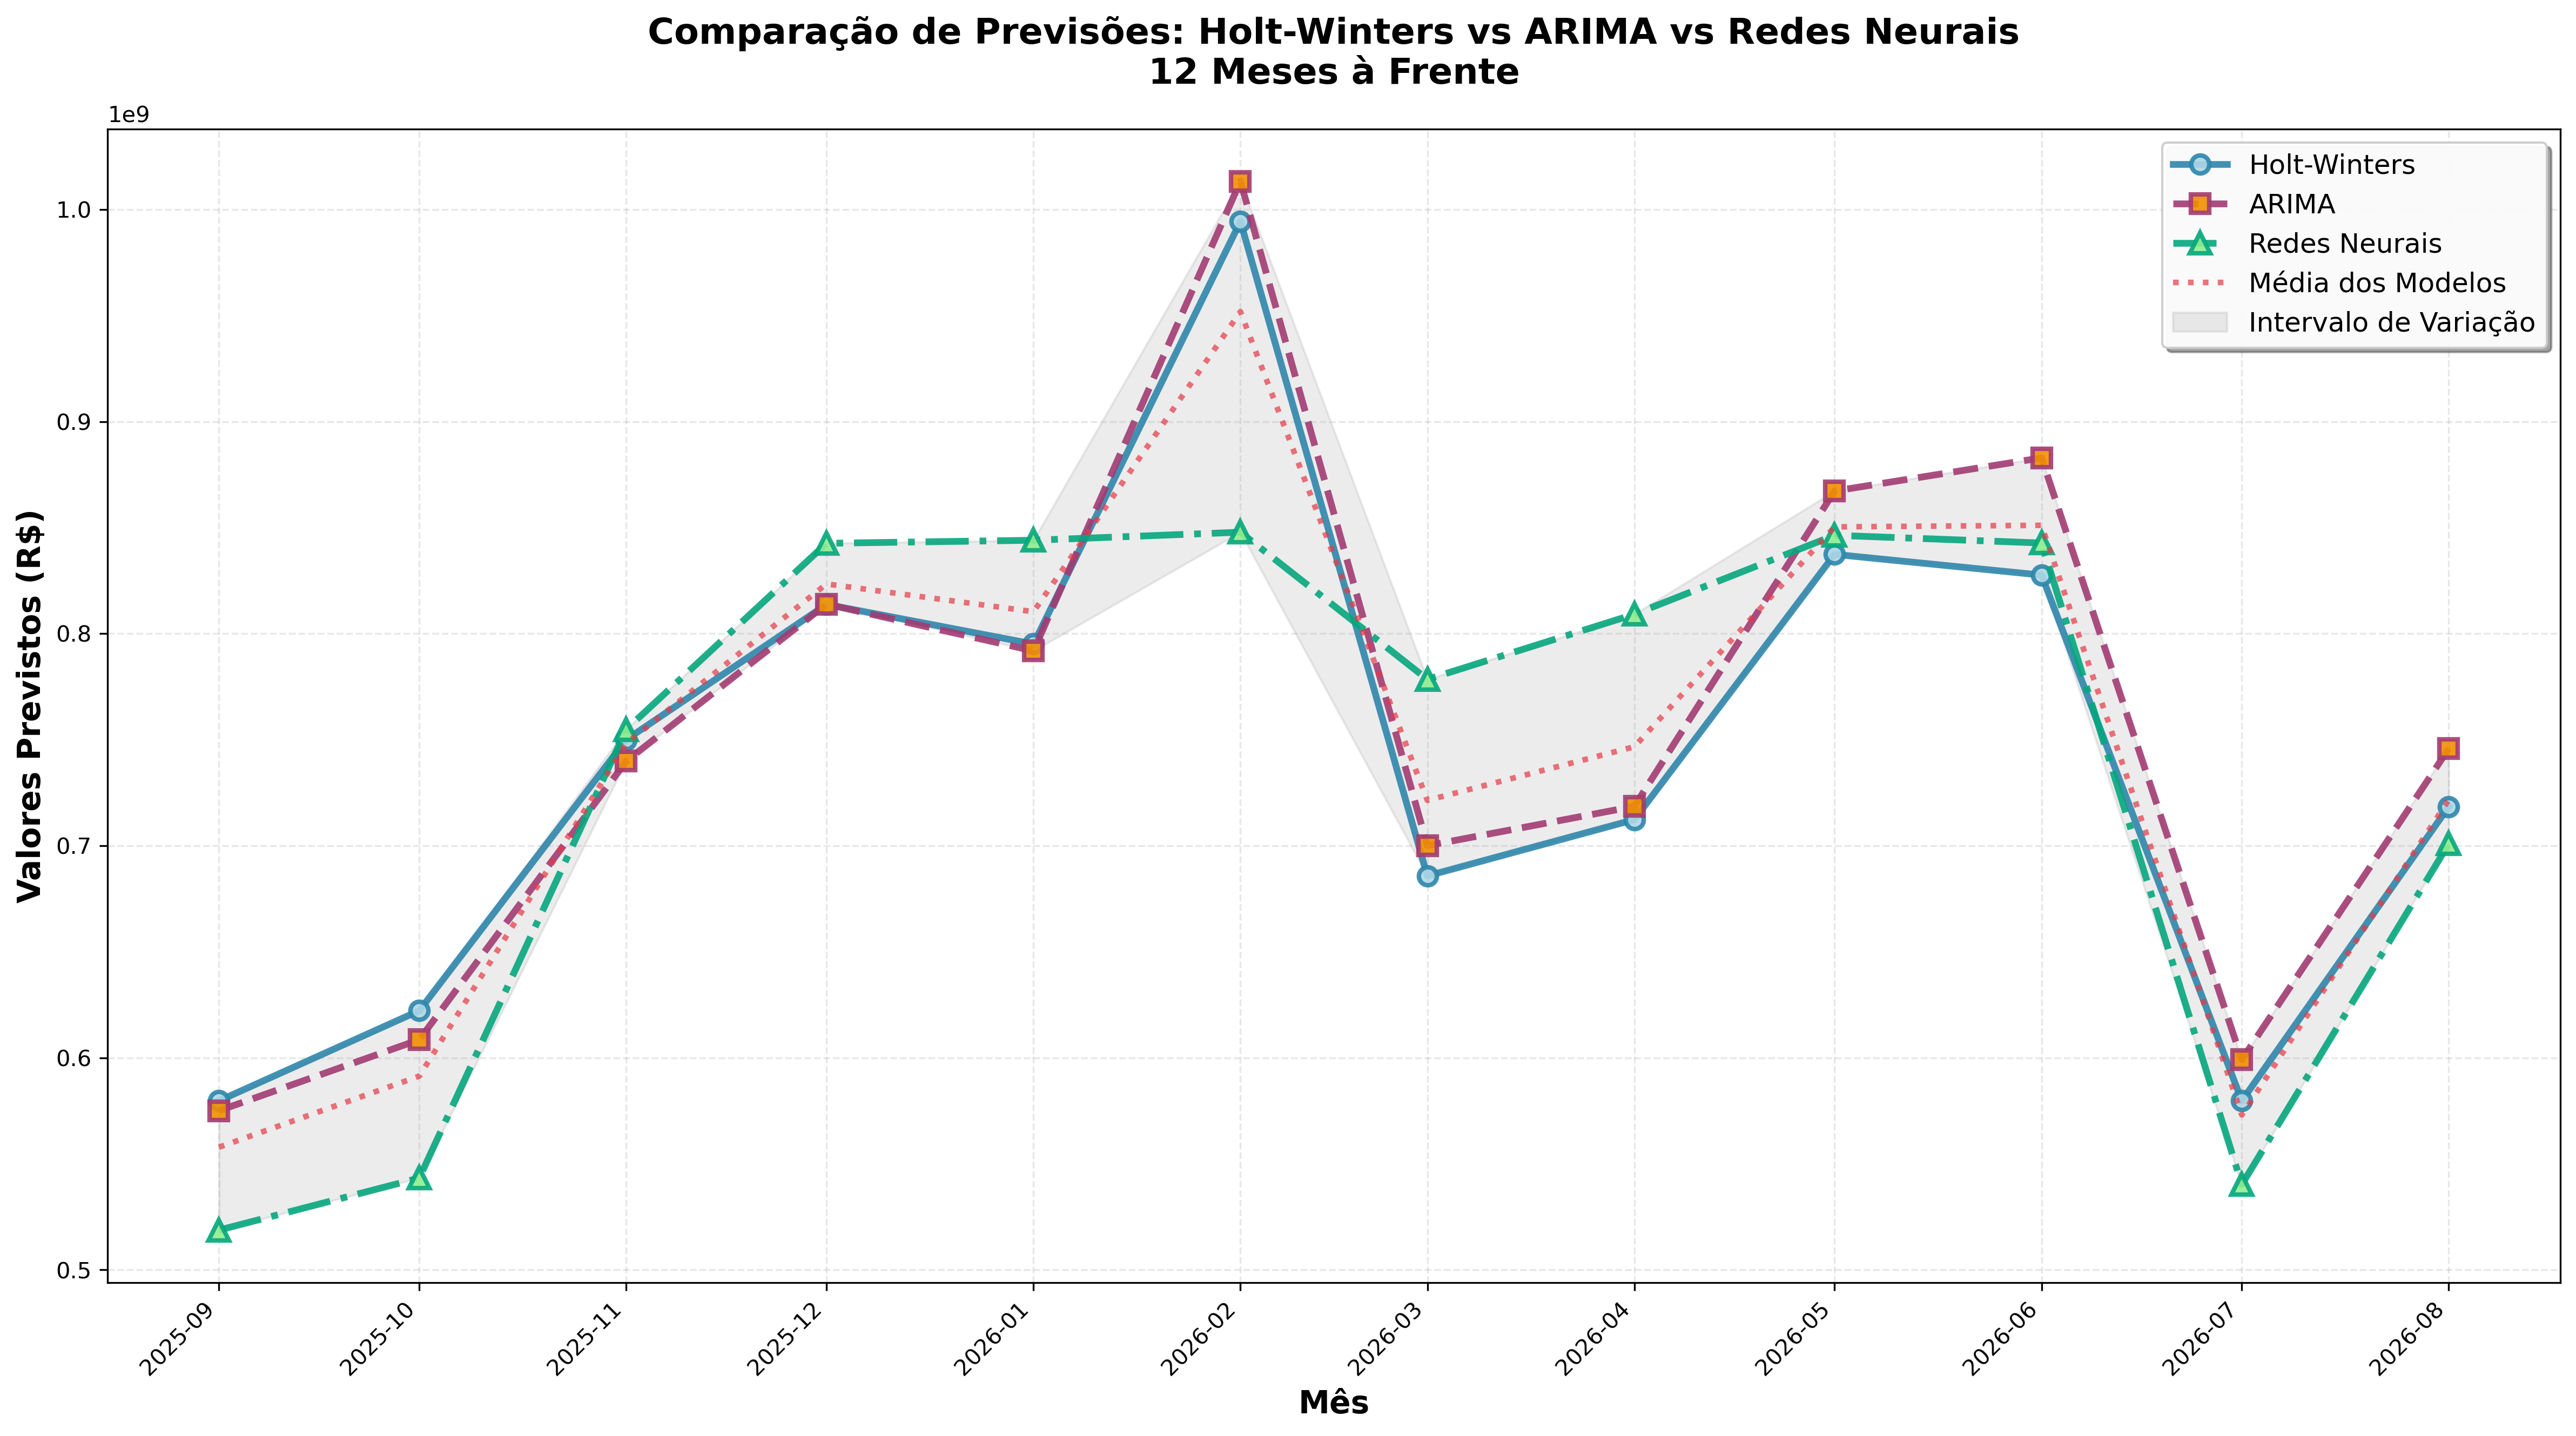 Comparação de Previsões: Holt-Winters vs ARIMA vs Redes Neurais
12 Meses à Frente
1e9
Holt-Winters
ARIMA
Redes Neurais
Média dos Modelos
Intervalo de Variação
Valores Previstos (R$)
1.0
0.9
0.8
0.7
0.6
0.5
2025-09
2025-10
2025-11
2025-12
2026-01
2026-02
2026-03
2026-04
2026-05
2026-06
2026-07
2026-08
Mês